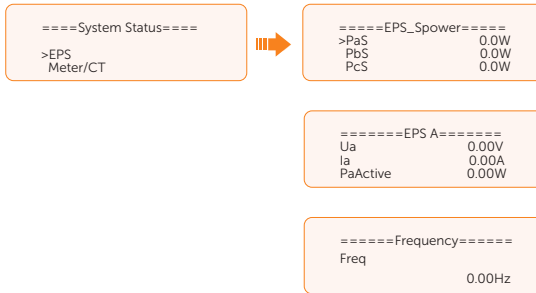 ====System Status====
>EPS
Meter/CT
=====EPS_Spower=====
>PaS 0.0W
PbS 0.0W
PcS 0.0W
=======EPS A=======
Ua 0.00V
Ia 0.00A
PaActive 0.00W
======Frequency======
Freq
0.00Hz